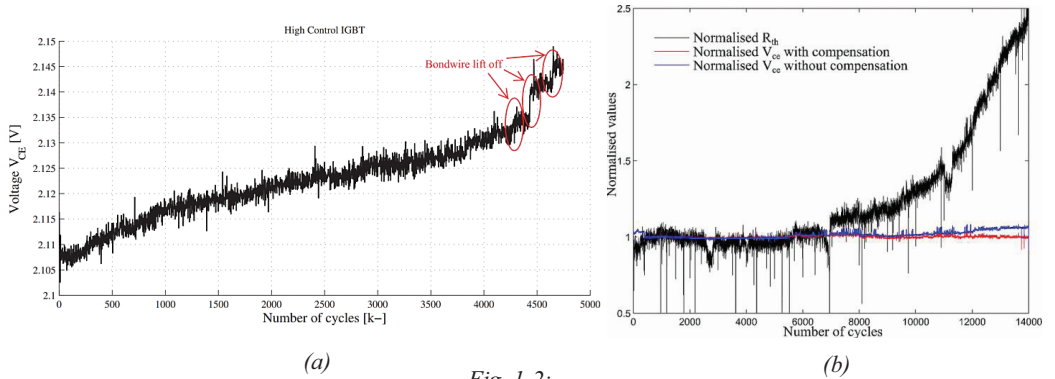 High Control IGBT
2.15
2.145
2.14
2.135
2.13
2.125
2.12
2.115
2.11
2.105
2.1
Voltage V_CE [V]
Bondwire lift off
0
500
1000
1500
2000
2500
3000
3500
4000
4500
5000
Number of cycles [k-]
(a)
Normalised R_th
Normalised V_ce with compensation
Normalised V_ce without compensation
2.5
2
1.5
1
0.5
Normalised values
0
2000
4000
6000
8000
10000
12000
14000
Number of cycles
(b)
Fig. 1.2: